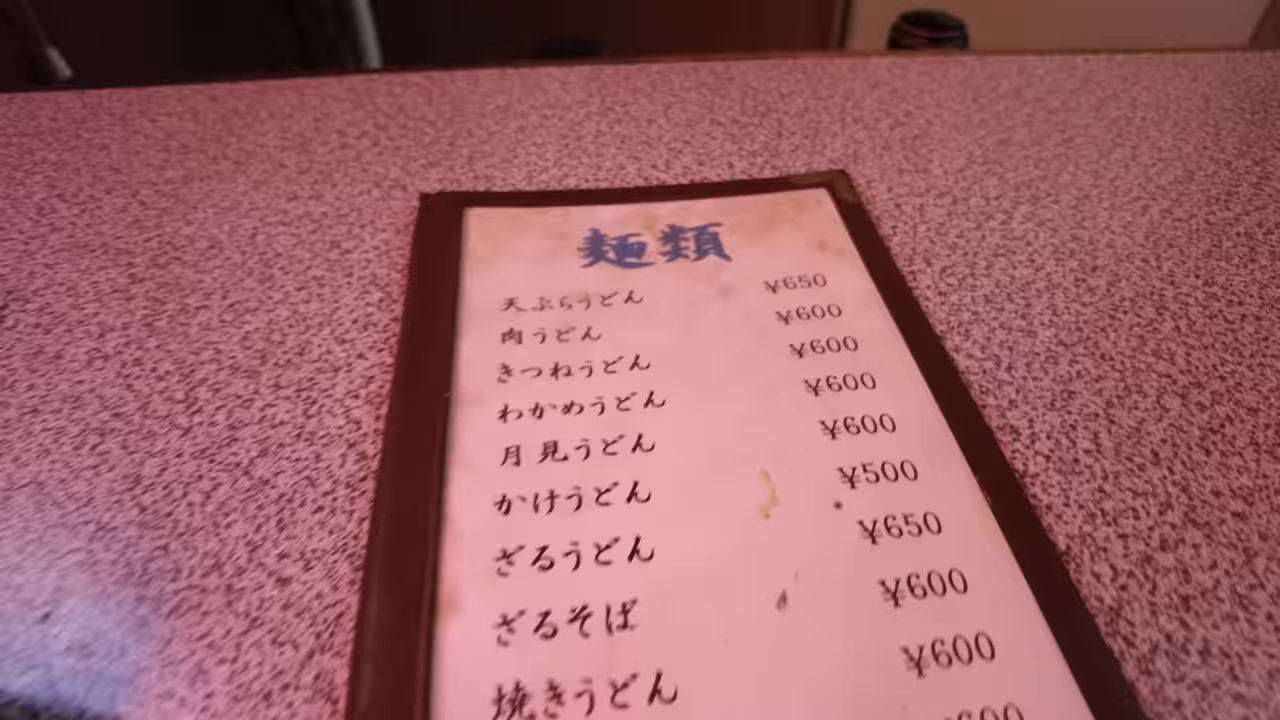 麺類
天ぷらうどん ¥650
肉うどん ¥600
きつねうどん ¥600
わかめうどん ¥600
月見うどん ¥600
かけうどん ¥500
ざるうどん ¥650
ざるそば ¥600
焼きうどん ¥600